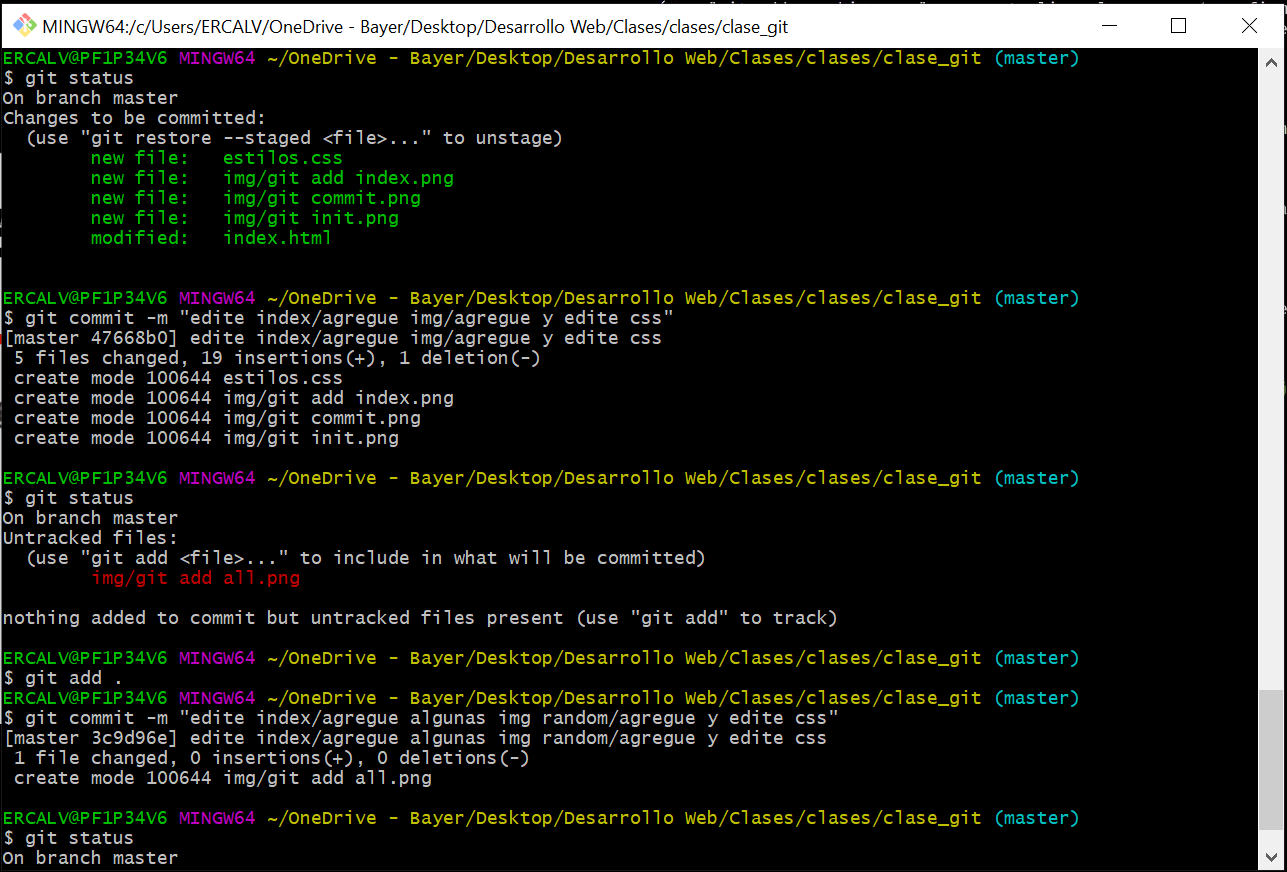 MINGW64:/c/Users/ERCALV/OneDrive - Bayer/Desktop/Desarrollo Web/Clases/clases/clase_git
ERCALV@PF1P34V6 MINGW64 ~/OneDrive - Bayer/Desktop/Desarrollo Web/Clases/clases/clase_git (master)
$ git status
On branch master
Changes to be committed:
  (use "git restore --staged <file>..." to unstage)
        new file:   estilos.css
        new file:   img/git add index.png
        new file:   img/git commit.png
        new file:   img/git init.png
        modified:   index.html
ERCALV@PF1P34V6 MINGW64 ~/OneDrive - Bayer/Desktop/Desarrollo Web/Clases/clases/clase_git (master)
$ git commit -m "edite index/agregue img/agregue y edite css"
[master 47668b0] edite index/agregue img/agregue y edite css
 5 files changed, 19 insertions(+), 1 deletion(-)
 create mode 100644 estilos.css
 create mode 100644 img/git add index.png
 create mode 100644 img/git commit.png
 create mode 100644 img/git init.png
ERCALV@PF1P34V6 MINGW64 ~/OneDrive - Bayer/Desktop/Desarrollo Web/Clases/clases/clase_git (master)
$ git status
On branch master
Untracked files:
  (use "git add <file>..." to include in what will be committed)
        img/git add all.png
nothing added to commit but untracked files present (use "git add" to track)
ERCALV@PF1P34V6 MINGW64 ~/OneDrive - Bayer/Desktop/Desarrollo Web/Clases/clases/clase_git (master)
$ git add .
ERCALV@PF1P34V6 MINGW64 ~/OneDrive - Bayer/Desktop/Desarrollo Web/Clases/clases/clase_git (master)
$ git commit -m "edite index/agregue algunas img random/agregue y edite css"
[master 3c9d96e] edite index/agregue algunas img random/agregue y edite css
 1 file changed, 0 insertions(+), 0 deletions(-)
 create mode 100644 img/git add all.png
ERCALV@PF1P34V6 MINGW64 ~/OneDrive - Bayer/Desktop/Desarrollo Web/Clases/clases/clase_git (master)
$ git status
On branch master